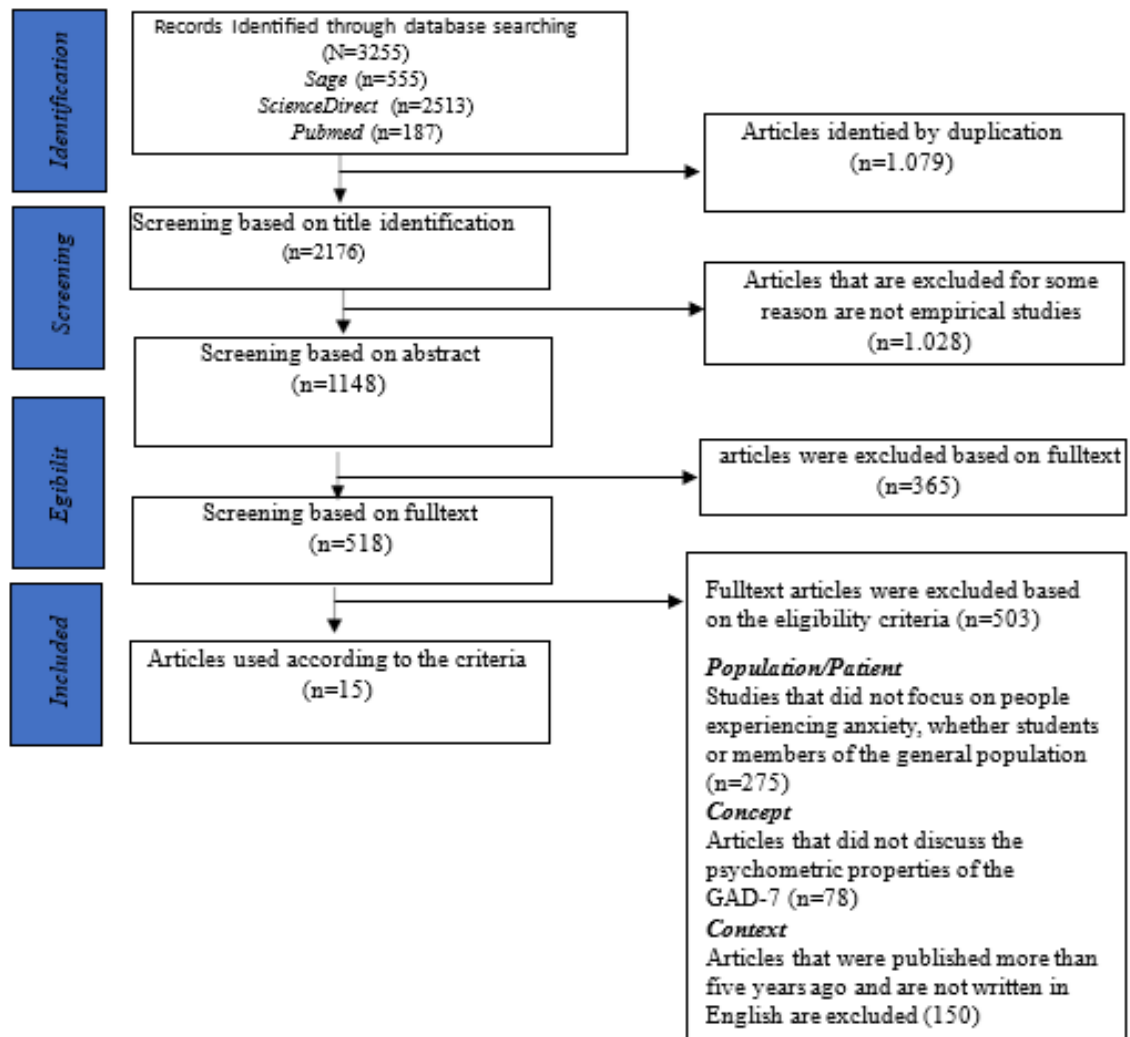 Identification
Records Identified through database searching
(N=3255)
Sage (n=555)
ScienceDirect (n=2513)
Pubmed (n=187)
Articles identied by duplication
(n=1.079)
Screening
Screening based on title identification
(n=2176)
Articles that are excluded for some
reason are not empirical studies
(n=1.028)
Screening based on abstract
(n=1148)
Egibilit
articles were excluded based on fulltext
(n=365)
Screening based on fulltext
(n=518)
Included
Articles used according to the criteria
(n=15)
Fulltext articles were excluded based
on the eligibility criteria (n=503)
Population/Patient
Studies that did not focus on people
experiencing anxiety, whether students
or members of the general population
(n=275)
Concept
Articles that did not discuss the
psychometric properties of the
GAD-7 (n=78)
Context
Articles that were published more than
five years ago and are not written in
English are excluded (150)